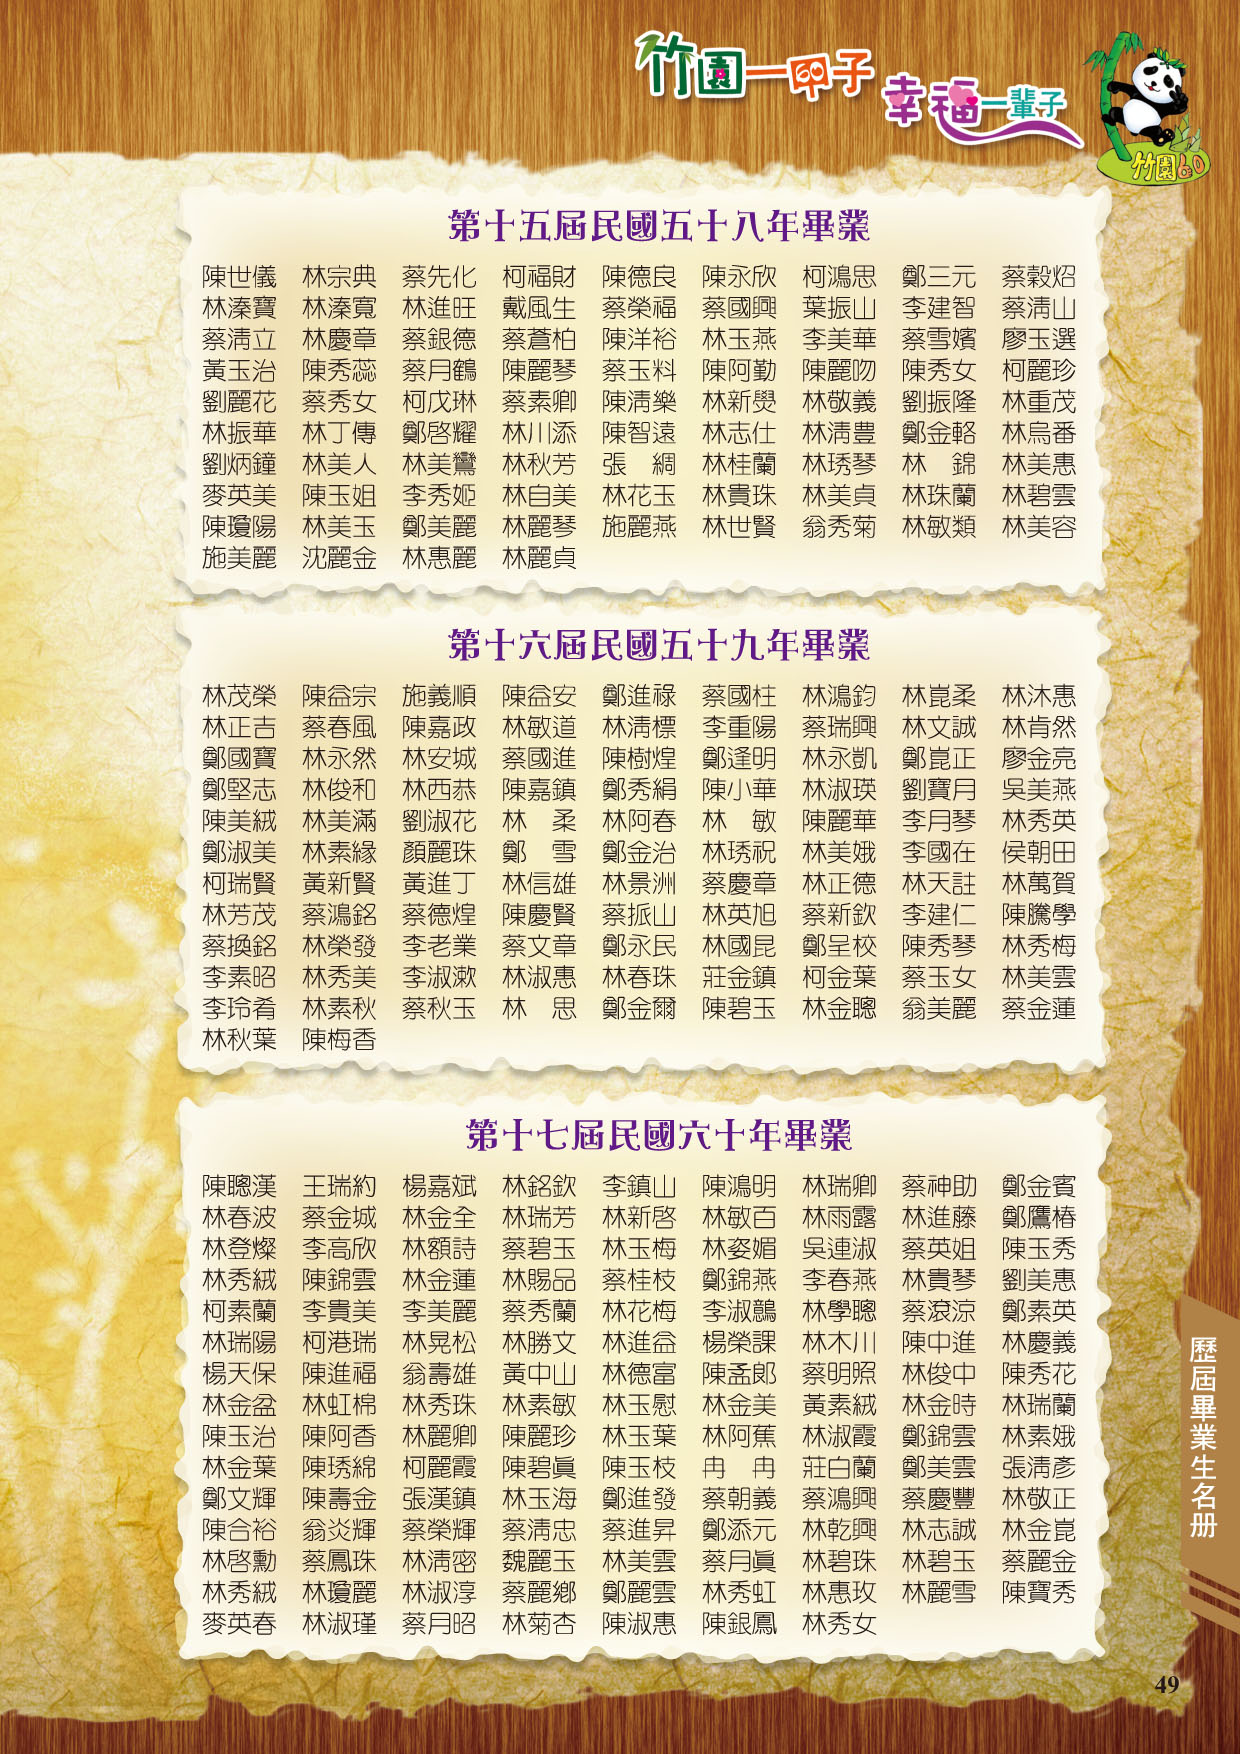 竹園一甲子
幸福一輩子
竹園60
第十五屆民國五十八年畢業
陳世儀 林宗典 蔡先化 柯福財 陳德良 陳永欣 柯鴻思 鄭三元 蔡穀炤
林溱寶 林溱寬 林進旺 戴風生 蔡榮福 蔡國興 葉振山 李建智 蔡淸山
蔡淸立 林慶章 蔡銀德 蔡蒼柏 陳洋裕 林玉燕 李美華 蔡雪嬪 廖玉選
黃玉治 陳秀蕊 蔡月鶴 陳麗琴 蔡玉料 陳阿勤 陳麗吻 陳秀女 柯麗珍
劉麗花 蔡秀女 柯戊琳 蔡素卿 陳淸樂 林新熒 林敬義 劉振隆 林重茂
林振華 林丁傳 鄭啓耀 林川添 陳智遠 林志仕 林淸豊 鄭金輅 林烏番
劉炳鐘 林美人 林美鸞 林秋芳 張　綢 林桂蘭 林琇琴 林　錦 林美惠
麥英美 陳玉姐 李秀姬 林自美 林花玉 林貴珠 林美貞 林珠蘭 林碧雲
陳瓊陽 林美玉 鄭美麗 林麗琴 施麗燕 林世賢 翁秀菊 林敏類 林美容
施美麗 沈麗金 林惠麗 林麗貞
第十六屆民國五十九年畢業
林茂榮 陳益宗 施義順 陳益安 鄭進祿 蔡國柱 林鴻鈞 林崑柔 林沐惠
林正吉 蔡春風 陳嘉政 林敏道 林淸標 李重陽 蔡瑞興 林文誠 林肯然
鄭國寶 林永然 林安城 蔡國進 陳樹煌 鄭逢明 林永凱 鄭崑正 廖金亮
鄭堅志 林俊和 林西恭 陳嘉鎮 鄭秀絹 陳小華 林淑瑛 劉寶月 吳美燕
陳美絨 林美滿 劉淑花 林　柔 林阿春 林　敏 陳麗華 李月琴 林秀英
鄭淑美 林素緣 顏麗珠 鄭　雪 鄭金治 林琇祝 林美娥 李國在 侯朝田
柯瑞賢 黃新賢 黃進丁 林信雄 林景洲 蔡慶章 林正德 林天註 林萬賀
林芳茂 蔡鴻銘 蔡德煌 陳慶賢 蔡振山 林英旭 蔡新欽 李建仁 陳騰學
蔡換銘 林榮發 李老業 蔡文章 鄭永民 林國昆 鄭呈校 陳秀琴 林秀梅
李素昭 林秀美 李淑漱 林淑惠 林春珠 莊金鎮 柯金葉 蔡玉女 林美雲
李玲肴 林素秋 蔡秋玉 林　思 鄭金爾 陳碧玉 林金聰 翁美麗 蔡金蓮
林秋葉 陳梅香
第十七屆民國六十年畢業
陳聰漢 王瑞約 楊嘉斌 林銘欽 李鎮山 陳鴻明 林瑞卿 蔡神助 鄭金賓
林春波 蔡金城 林金全 林瑞芳 林新啓 林敏百 林雨露 林進藤 鄭鷹椿
林登燦 李高欣 林額詩 蔡碧玉 林玉梅 林姿媚 吳連淑 蔡英姐 陳玉秀
林秀絨 陳錦雲 林金蓮 林賜品 蔡桂枝 鄭錦燕 李春燕 林貴琴 劉美惠
柯素蘭 李貴美 李美麗 蔡秀蘭 林花梅 李淑鵲 林學聰 蔡滾涼 鄭素英
林瑞陽 柯港瑞 林晃松 林勝文 林進益 楊榮課 林木川 陳中進 林慶義
楊天保 陳進福 翁壽雄 黃中山 林德富 陳孟郎 蔡明照 林俊中 陳秀花
林金盆 林虹棉 林秀珠 林素敏 林玉慰 林金美 黃素絨 林金時 林瑞蘭
陳玉治 陳阿香 林麗卿 陳麗珍 林玉葉 林阿蕉 林淑霞 鄭錦雲 林素娥
林金葉 陳琇綿 柯麗霞 陳碧眞 陳玉枝 冉　冉 莊白蘭 鄭美雲 張淸彥
鄭文輝 陳壽金 張漢鎮 林玉海 鄭進發 蔡朝義 蔡鴻興 蔡慶豐 林敬正
陳合裕 翁炎輝 蔡榮輝 蔡淸忠 蔡進昇 鄭添元 林乾興 林志誠 林金崑
林啓勳 蔡鳳珠 林淸密 魏麗玉 林美雲 蔡月眞 林碧珠 林碧玉 蔡麗金
林秀絨 林瓊麗 林淑淳 蔡麗鄉 鄭麗雲 林秀虹 林惠玫 林麗雪 陳寶秀
麥英春 林淑瑾 蔡月昭 林菊杏 陳淑惠 陳銀鳳 林秀女
歷屆畢業生名册
49